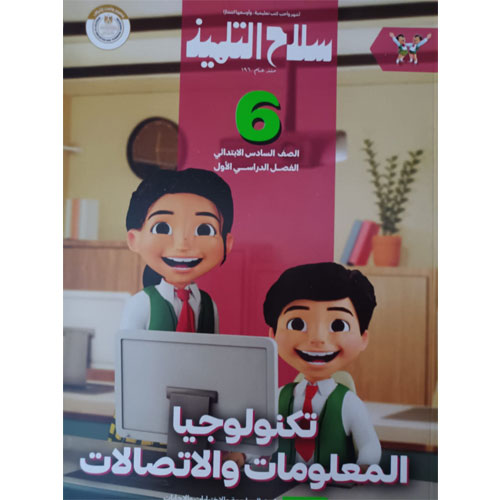 سلاح التلميذ
6
الصف السادس الابتدائي
الفصل الدراسي الأول
تكنولوجيا
المعلومات والاتصالات